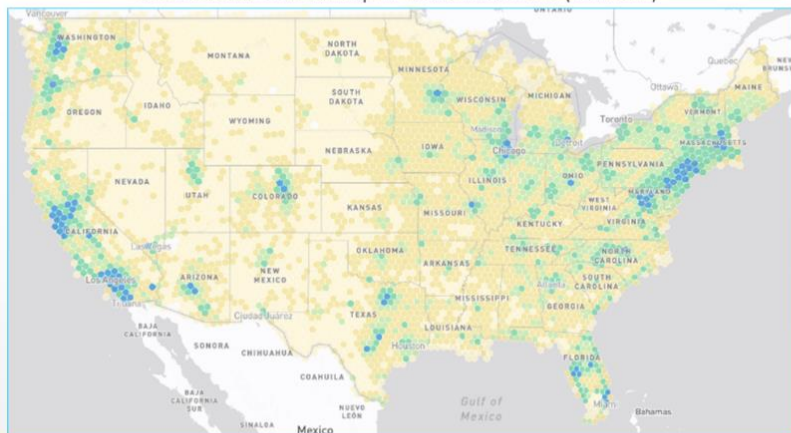 Vancouver
ONTARIO
WASHINGTON
MONTANA
NORTH
DAKOTA
MINNESOTA
Quebec
NEW
BRUNSW
MAINE
OREGON
IDAHO
SOUTH
DAKOTA
WISCONSIN
MICHIGAN
Ottawa
VERMONT
WYOMING
Madison
Toronto
MASSACHUSETTS
NEBRASKA
IOWA
Chicago
Detroit
PENNSYLVANIA
NEVADA
UTAH
COLORADO
ILLINOIS
OHIO
MARYLAND
KANSAS
MISSOURI
WEST
VIRGINIA
VIRGINIA
CALIFORNIA
Las Vegas
KENTUCKY
OKLAHOMA
TENNESSEE
NORTH
CAROLINA
Los Angeles
ARIZONA
NEW
MEXICO
ARKANSAS
Atlanta
SOUTH
CAROLINA
Tijuana
MISSISSIPPI
GEORGIA
Ciudad Juárez
TEXAS
LOUISIANA
BAJA
CALIFORNIA
SONORA
CHIHUAHUA
Houston
FLORIDA
COAHUILA
BAJA
CALIFORNIA
SUR
Gulf of
Mexico
Miami
Bahamas
NUEVO
LEÓN
SINALOA
Mexico